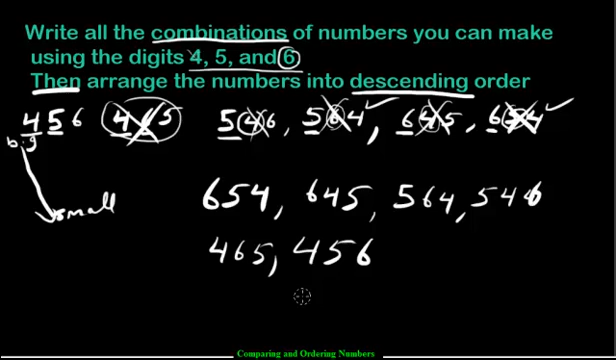 Write all the combinations of numbers you can make
using the digits 4, 5, and 6
Then arrange the numbers into descending order
456 465 546, 564, 645, 654
big
small
654, 645, 564, 546
465, 456
Comparing and Ordering Numbers